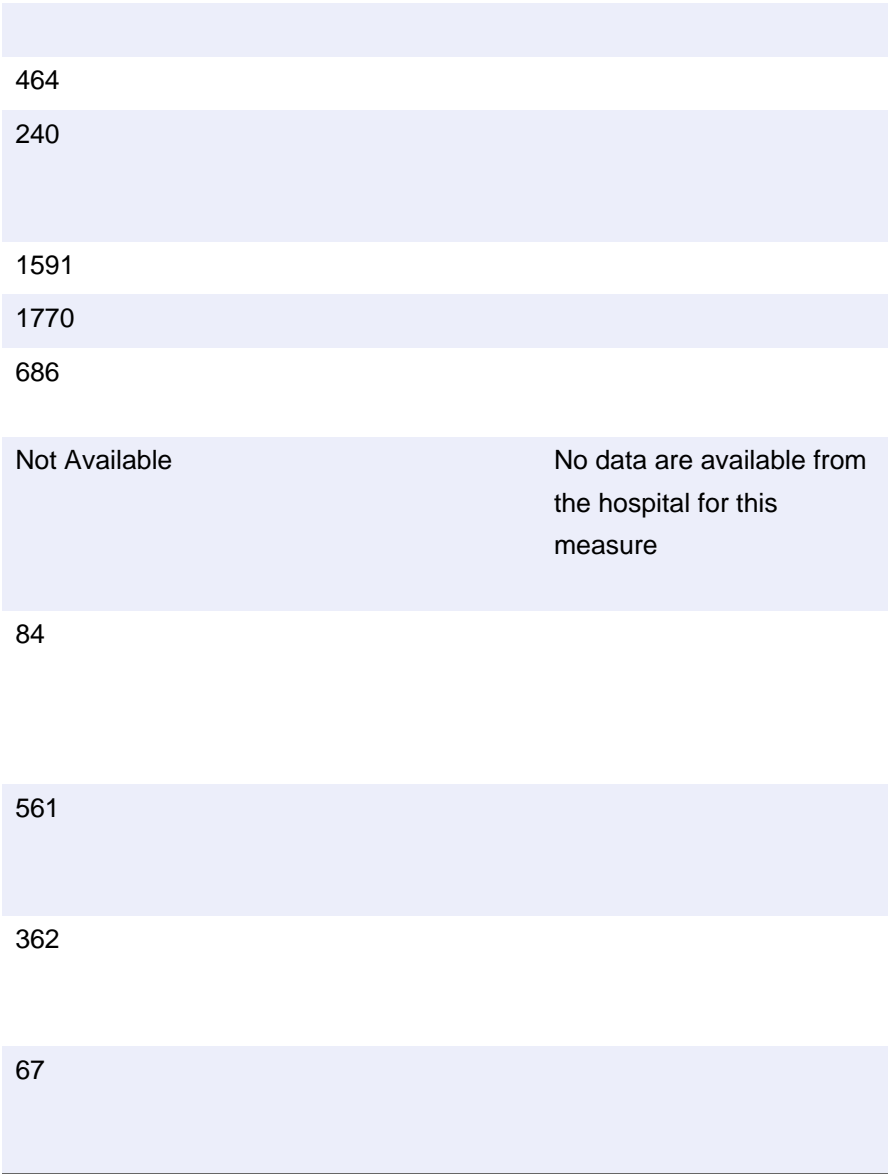 464
240
1591
1770
686
Not Available
No data are available from
the hospital for this
measure
84
561
362
67